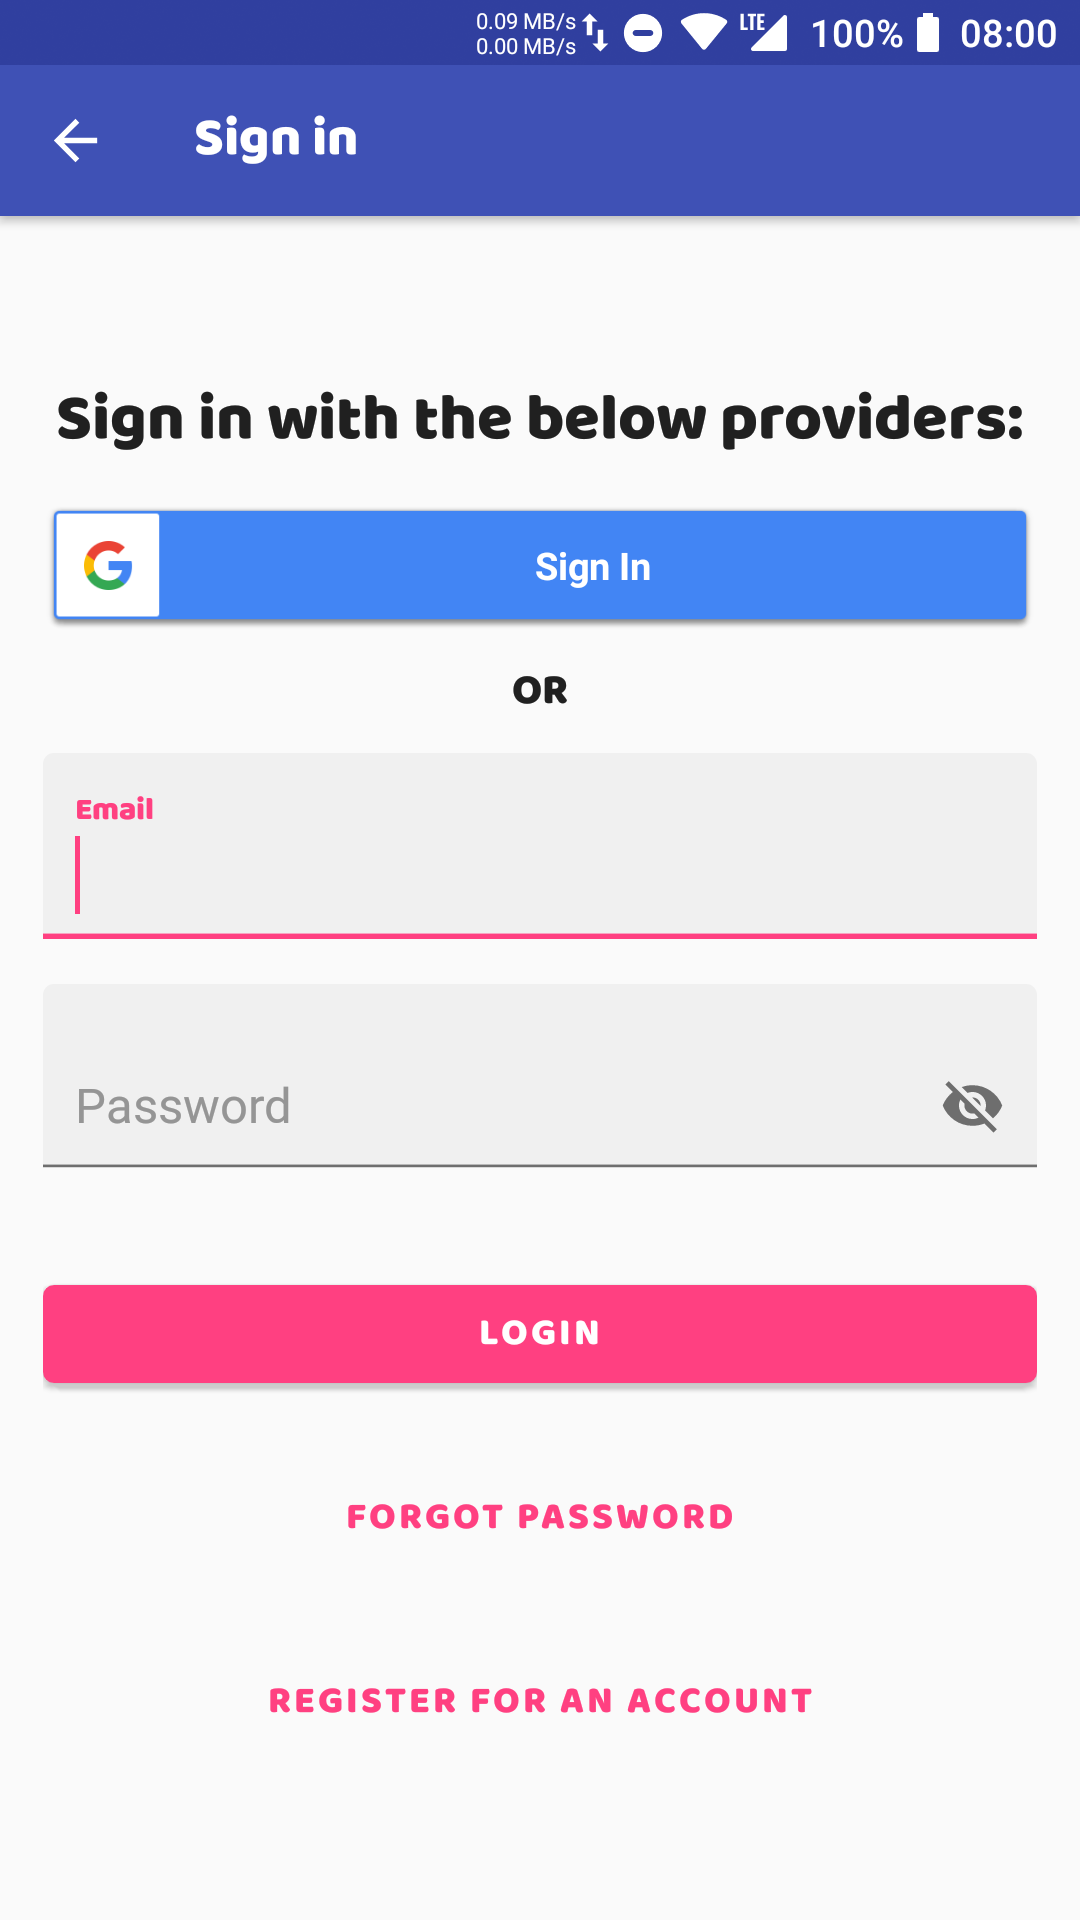 0.09 MB/s
0.00 MB/s
LTE 100% 08:00
Sign in
Sign in with the below providers:
Sign In
OR
Email
Password
LOGIN
FORGOT PASSWORD
REGISTER FOR AN ACCOUNT